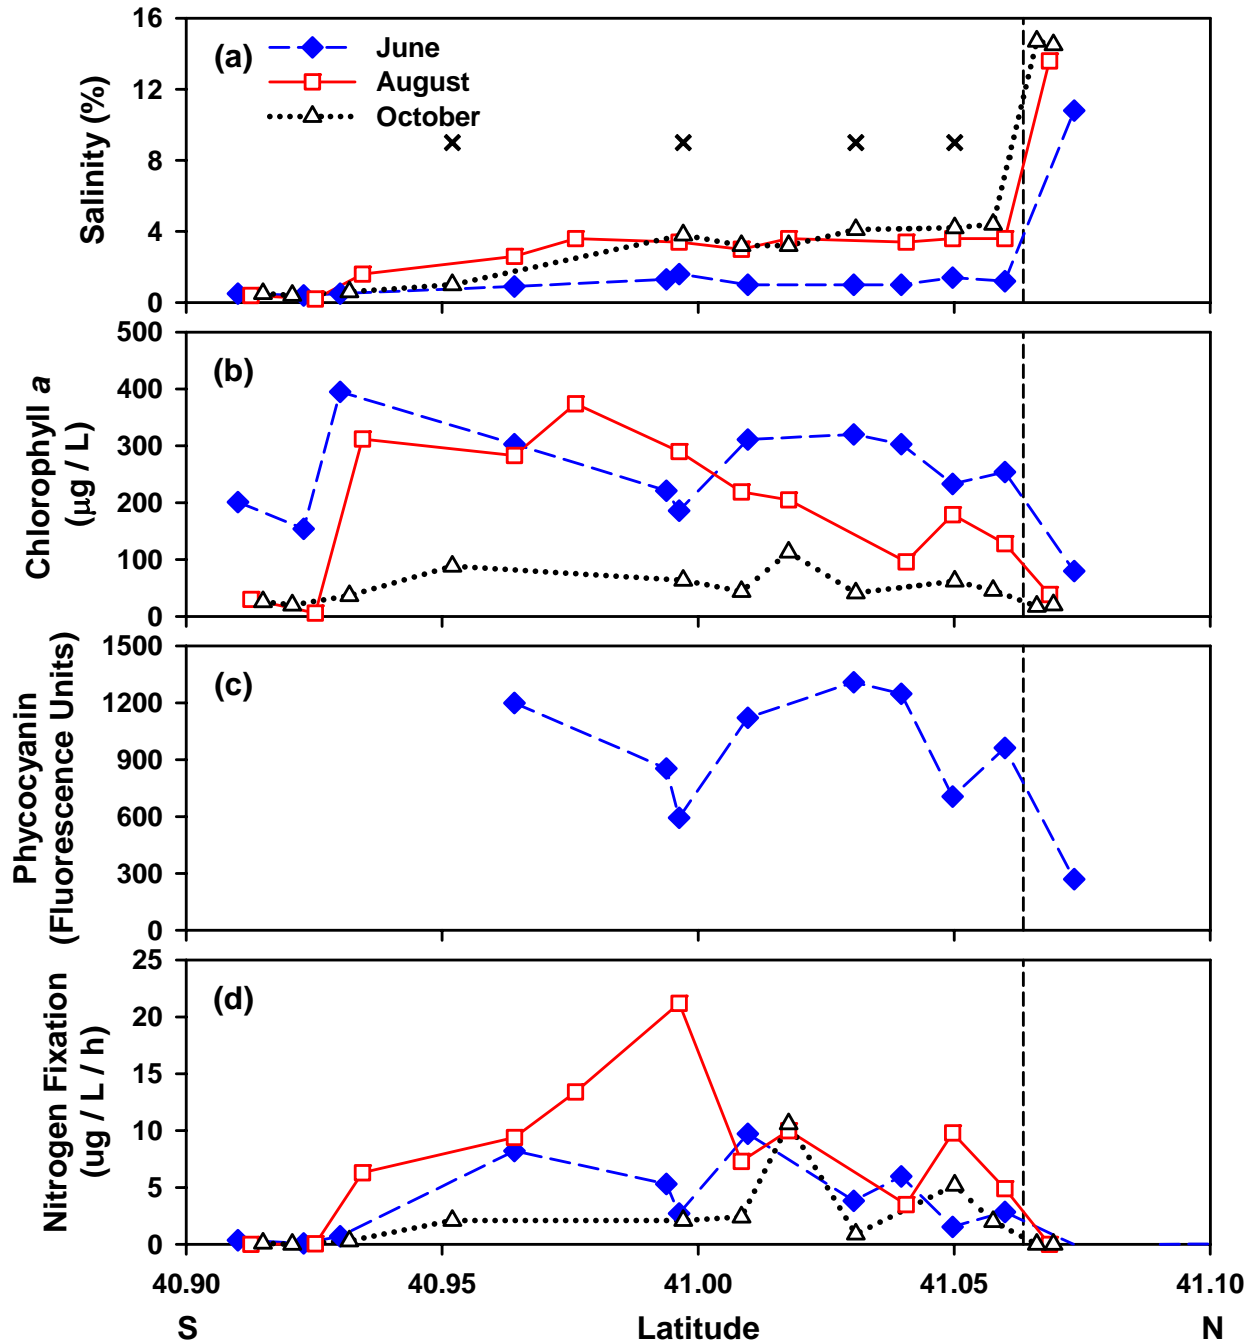 16
12
8
4
0
Salinity (%)
(a)
June
August
October
500
400
300
200
100
0
Chlorophyll a
(µg / L)
(b)
1500
1200
900
600
300
0
Phycocyanin
(Fluorescence Units)
(c)
25
20
15
10
5
0
Nitrogen Fixation
(ug / L / h)
(d)
40.90 40.95 41.00 41.05 41.10
S Latitude N